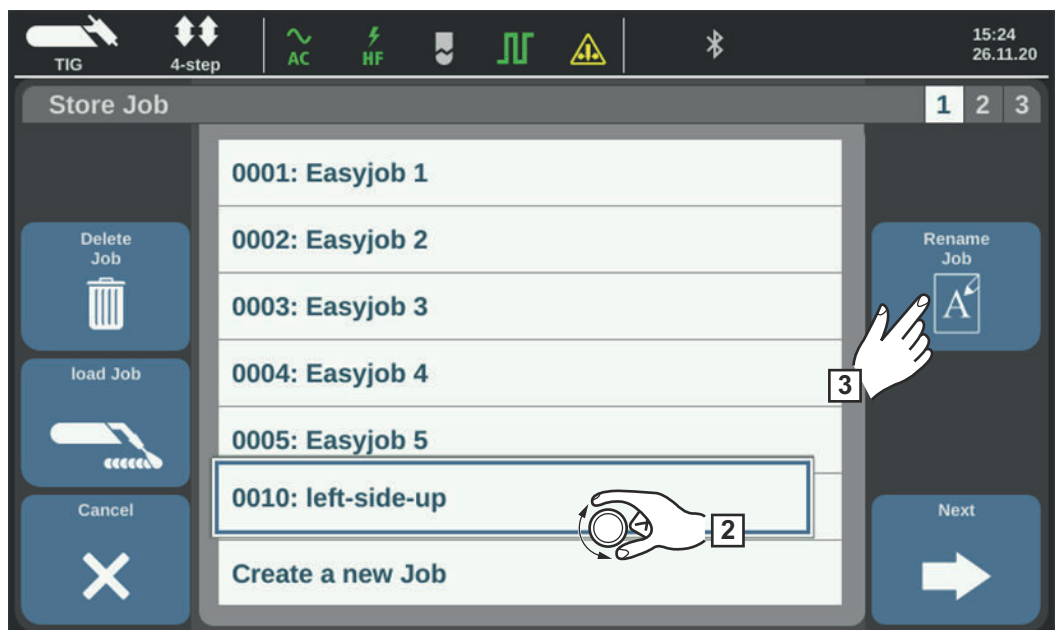 TIG
4-step
AC
HF
15:24
26.11.20
Store Job
1 2 3
0001: Easyjob 1
0002: Easyjob 2
0003: Easyjob 3
0004: Easyjob 4
0005: Easyjob 5
0010: left-side-up
Create a new Job
Delete
Job
load Job
Cancel
Rename
Job
A
3
2
Next